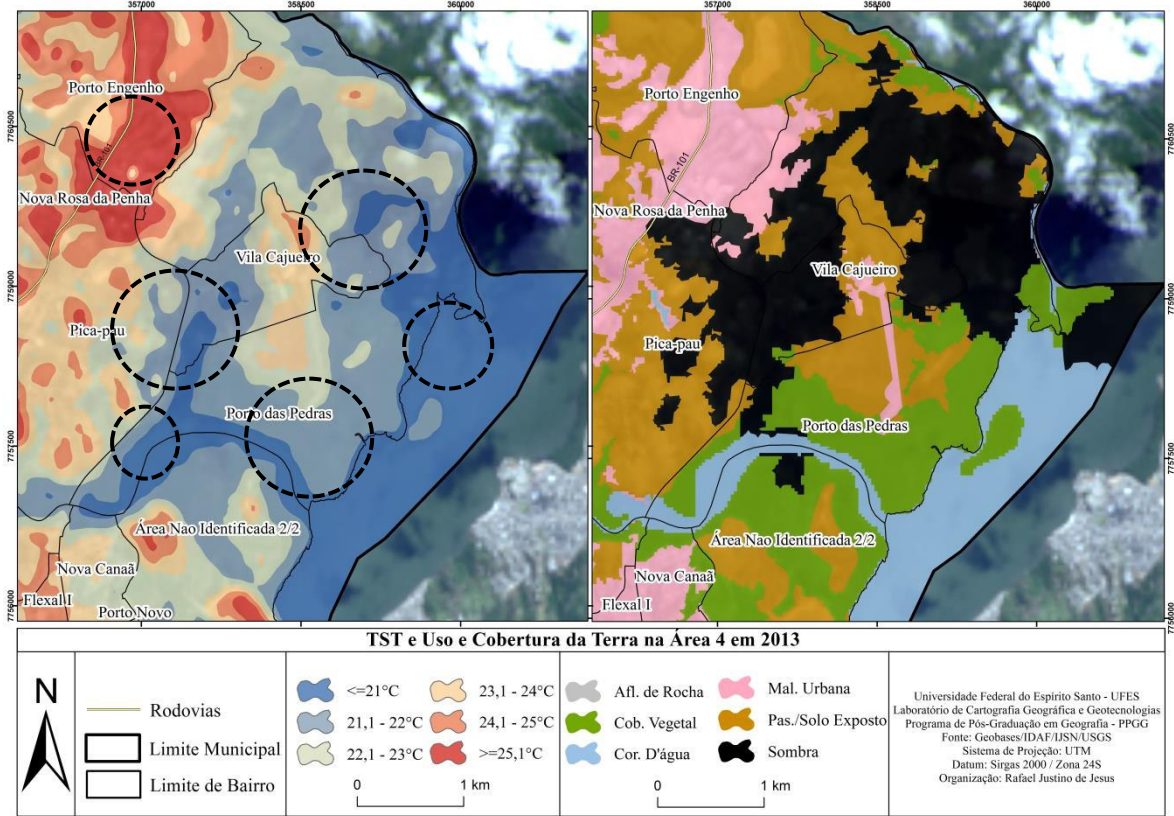 357000
358500
360000
357000
358500
360000
7760500
7759000
7757500
7756000
Porto Engenho
BR-101
Nova Rosa da Penha
Vila Cajueiro
Pica-pau
Porto das Pedras
Área Nao Identificada 2/2
Nova Canaã
Flexal I
Porto Novo
7760500
7759000
7757500
7756000
Porto Engenho
BR-101
Nova Rosa da Penha
Vila Cajueiro
Pica-pau
Porto das Pedras
Área Nao Identificada 2/2
Nova Canaã
Flexal I
7760500
7759000
7757500
7756000
TST e Uso e Cobertura da Terra na Área 4 em 2013
N
Rodovias
Limite Municipal
Limite de Bairro
<=21°C
21,1 - 22°C
22,1 - 23°C
23,1 - 24°C
24,1 - 25°C
>=25,1°C
0
1 km
Afl. de Rocha
Cob. Vegetal
Cor. D'água
Mal. Urbana
Pas./Solo Exposto
Sombra
0
1 km
Universidade Federal do Espírito Santo - UFES
Laboratório de Cartografia Geográfica e Geotecnologias
Programa de Pós-Graduação em Geografia - PPGG
Fonte: Geobases/IDAF/IJSN/USGS
Sistema de Projeção: UTM
Datum: Sirgas 2000 / Zona 24S
Organização: Rafael Justino de Jesus